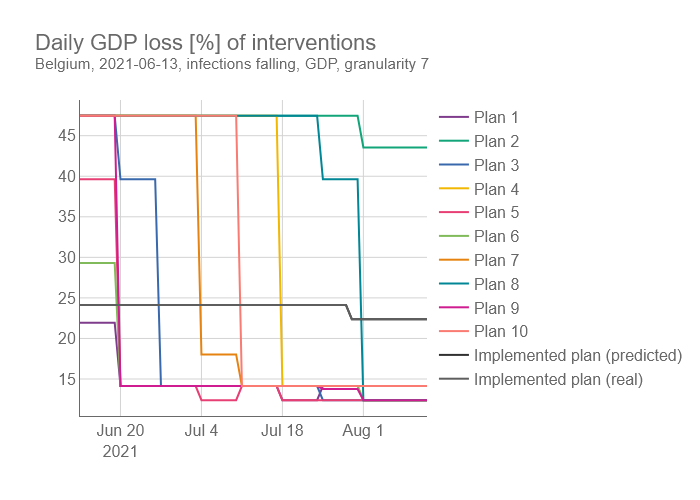 Daily GDP loss [%] of interventions
Belgium, 2021-06-13, infections falling, GDP, granularity 7
45
40
35
30
25
20
15
Jun 20
2021
Jul 4
Jul 18
Aug 1
Plan 1
Plan 2
Plan 3
Plan 4
Plan 5
Plan 6
Plan 7
Plan 8
Plan 9
Plan 10
Implemented plan (predicted)
Implemented plan (real)